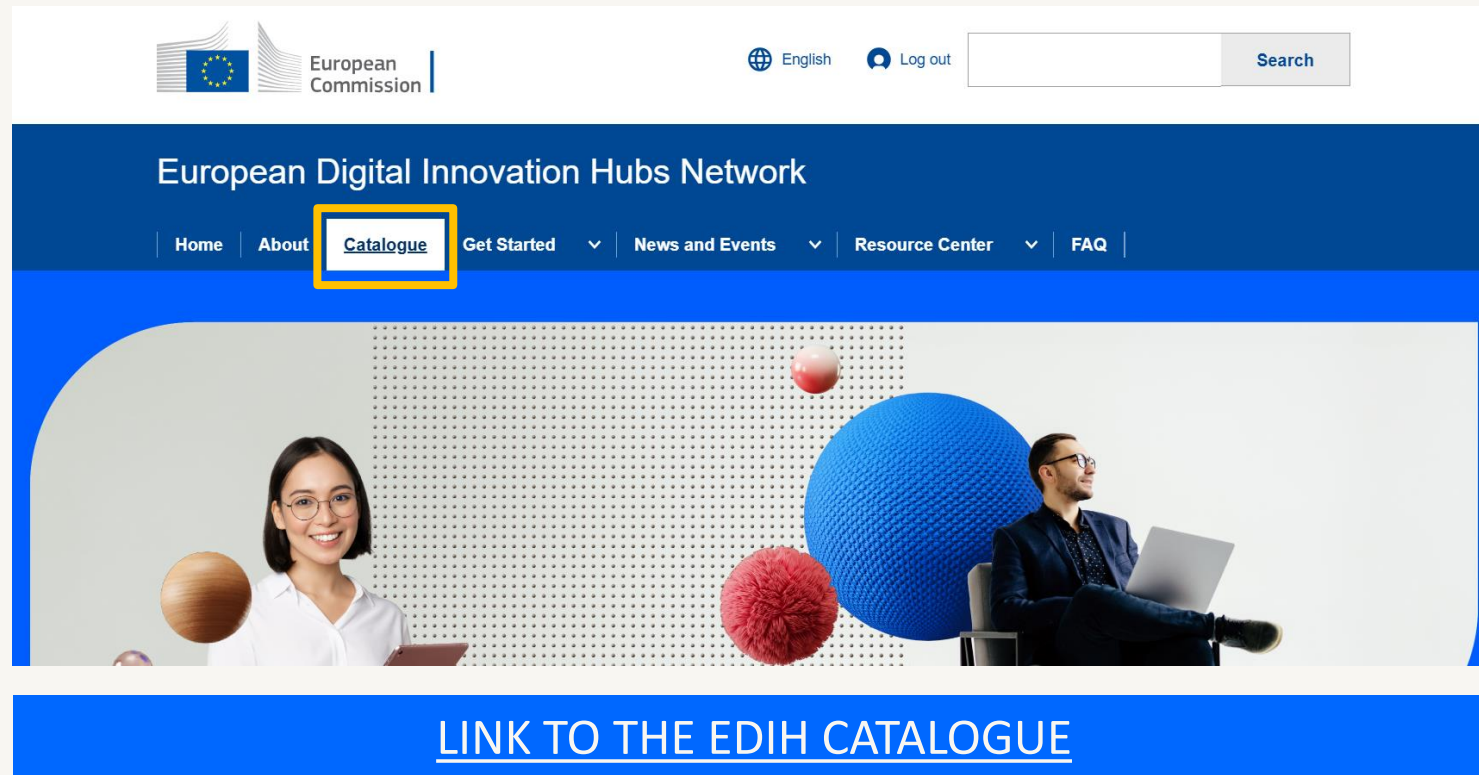 European
Commission
English
Log out
Search
European Digital Innovation Hubs Network
Home
About
Catalogue
Get Started
News and Events
Resource Center
FAQ
LINK TO THE EDIH CATALOGUE